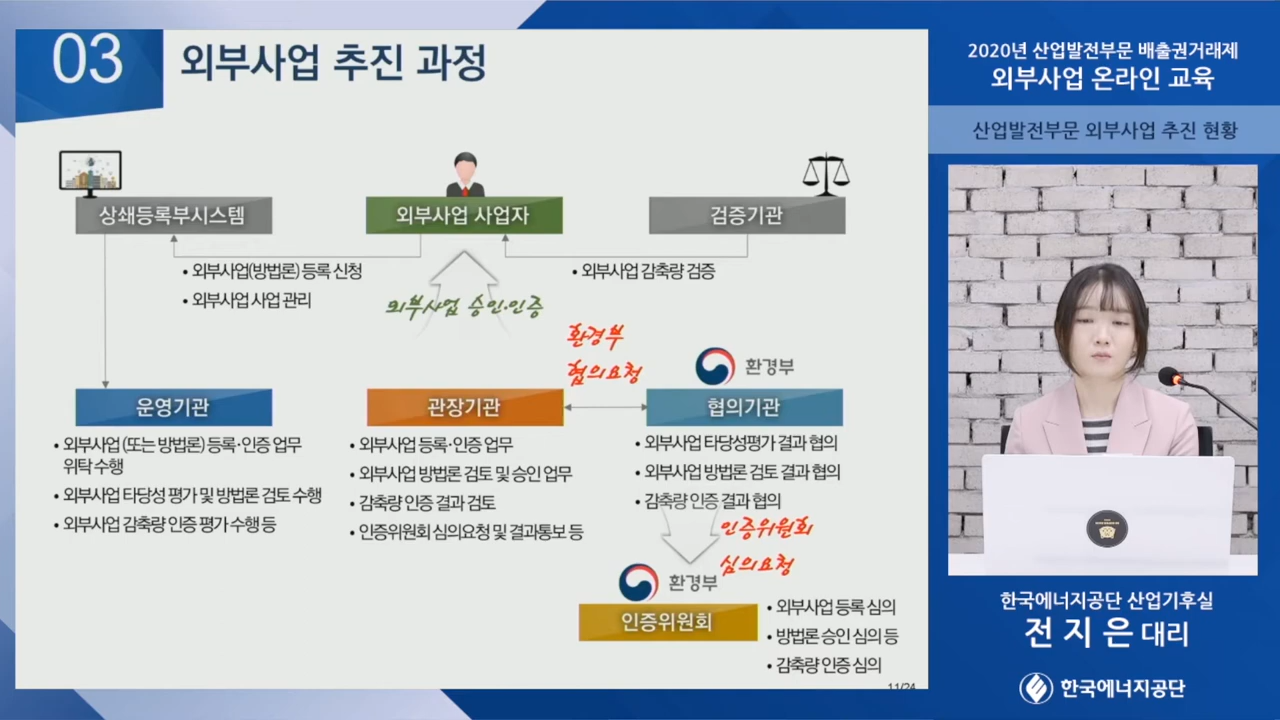 03
외부사업 추진 과정
상쇄등록부시스템
외부사업 사업자
검증기관
• 외부사업(방법론) 등록 신청
• 외부사업 사업 관리
• 외부사업 감축량 검증
외부사업 승인·인증
환경부
협의요청
환경부
운영기관
관장기관
협의기관
• 외부사업 (또는 방법론) 등록·인증 업무
위탁 수행
• 외부사업 타당성 평가 및 방법론 검토 수행
• 외부사업 감축량 인증 평가 수행 등
• 외부사업 등록·인증 업무
• 외부사업 방법론 검토 및 승인 업무
• 감축량 인증 결과 검토
• 인증위원회 심의요청 및 결과통보 등
• 외부사업 타당성평가 결과 협의
• 외부사업 방법론 검토 결과 협의
• 감축량 인증 결과 협의
인증위원회
심의요청
환경부
인증위원회
• 외부사업 등록 심의
• 방법론 승인 심의 등
• 감축량 인증 심의
11/24
2020년 산업발전부문 배출권거래제
외부사업 온라인 교육
산업발전부문 외부사업 추진 현황
한국에너지공단 산업기후실
전 지 은 대리
한국에너지공단